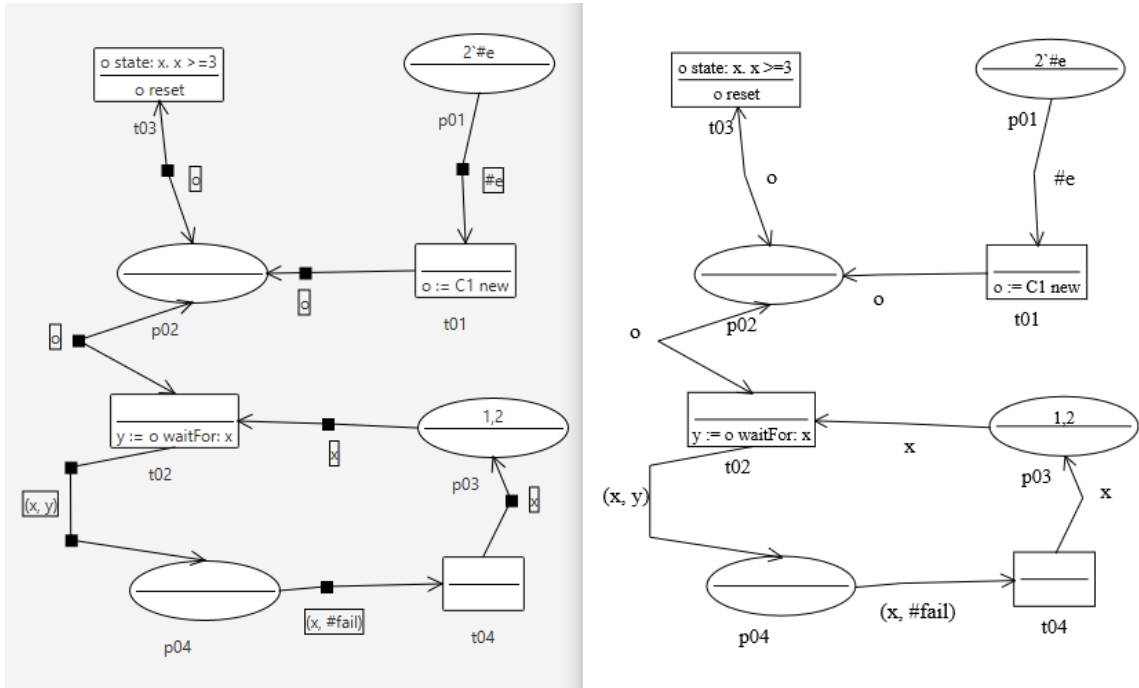 o state: x. x >=3
o reset
t03
2`#e
p01
o
#e
o := C1 new
t01
o
p02
o
y := o waitFor: x
t02
1,2
p03
x
x
(x, y)
p04
(x, #fail)
t04
o state: x. x >=3
o reset
t03
2`#e
p01
o
#e
o := C1 new
t01
o
p02
o
y := o waitFor: x
t02
1,2
p03
x
x
(x, y)
p04
(x, #fail)
t04